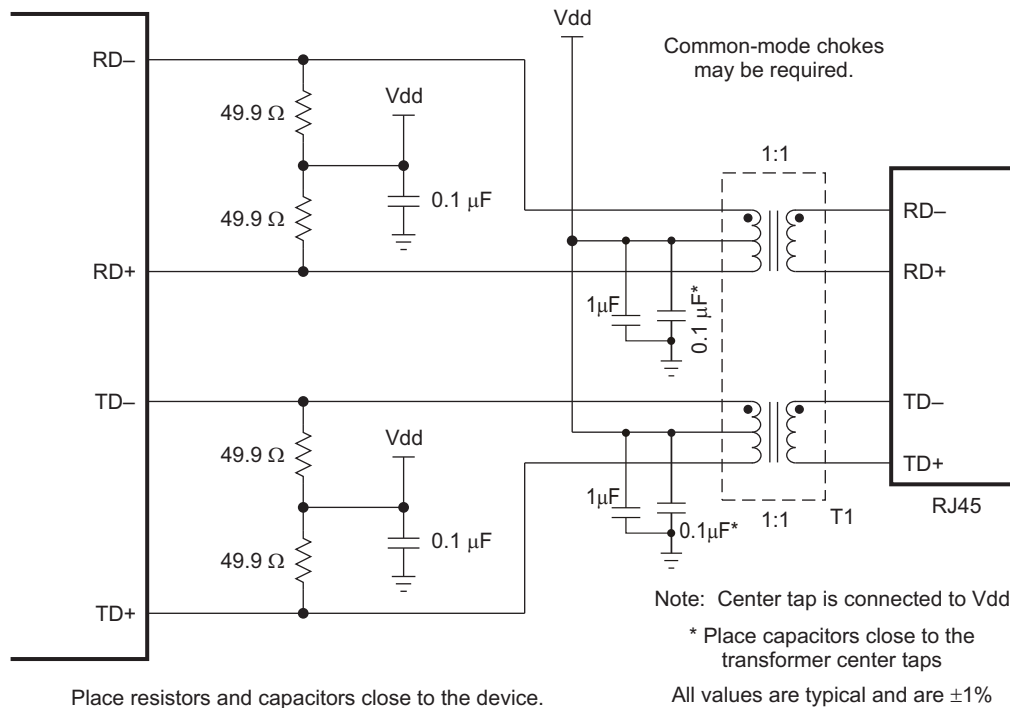 Vdd
Common-mode chokes
may be required.
RD–
49.9 Ω
Vdd
0.1 μF
49.9 Ω
RD+
1:1
RD–
RD+
1μF
0.1 μF*
TD–
49.9 Ω
Vdd
0.1 μF
49.9 Ω
TD+
TD–
TD+
1μF
0.1μF*
1:1
T1
RJ45
Note: Center tap is connected to Vdd
* Place capacitors close to the
transformer center taps
Place resistors and capacitors close to the device.
All values are typical and are ±1%